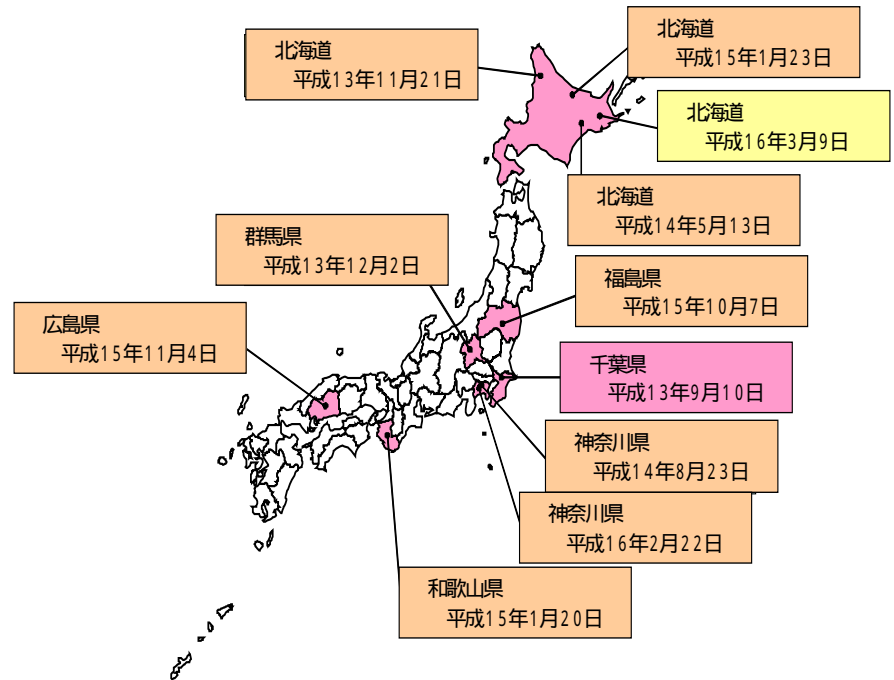 北海道
平成13年11月21日
北海道
平成15年1月23日
北海道
平成16年3月9日
北海道
平成14年5月13日
群馬県
平成13年12月2日
福島県
平成15年10月7日
広島県
平成15年11月4日
千葉県
平成13年9月10日
神奈川県
平成14年8月23日
神奈川県
平成16年2月22日
和歌山県
平成15年1月20日